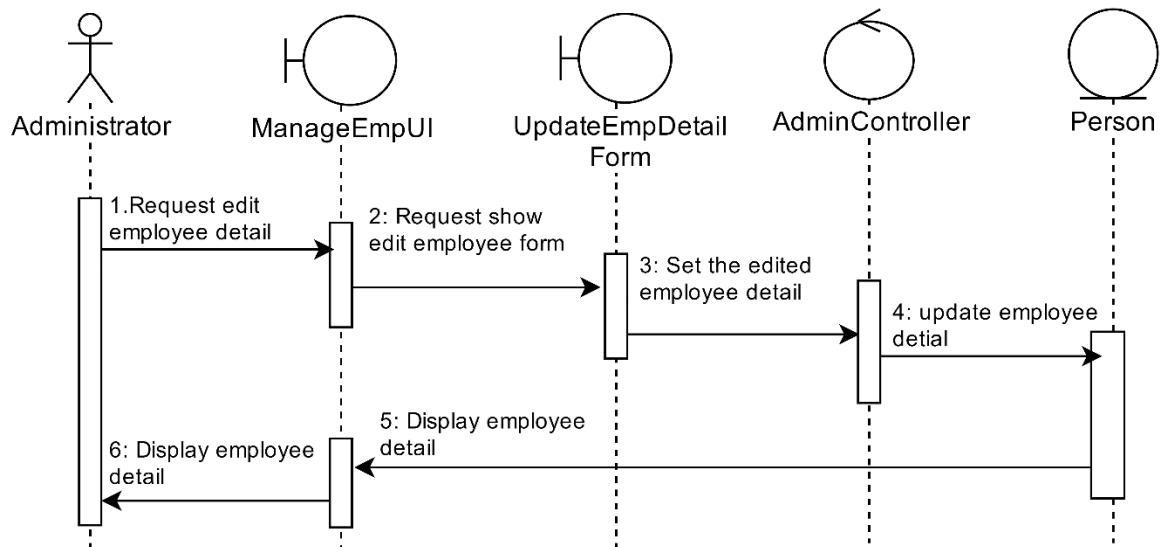 Administrator
ManageEmpUI
UpdateEmpDetail
Form
AdminController
Person
1.Request edit
employee detail
2: Request show
edit employee form
3: Set the edited
employee detail
4: update employee
detial
5: Display employee
detail
6: Display employee
detail